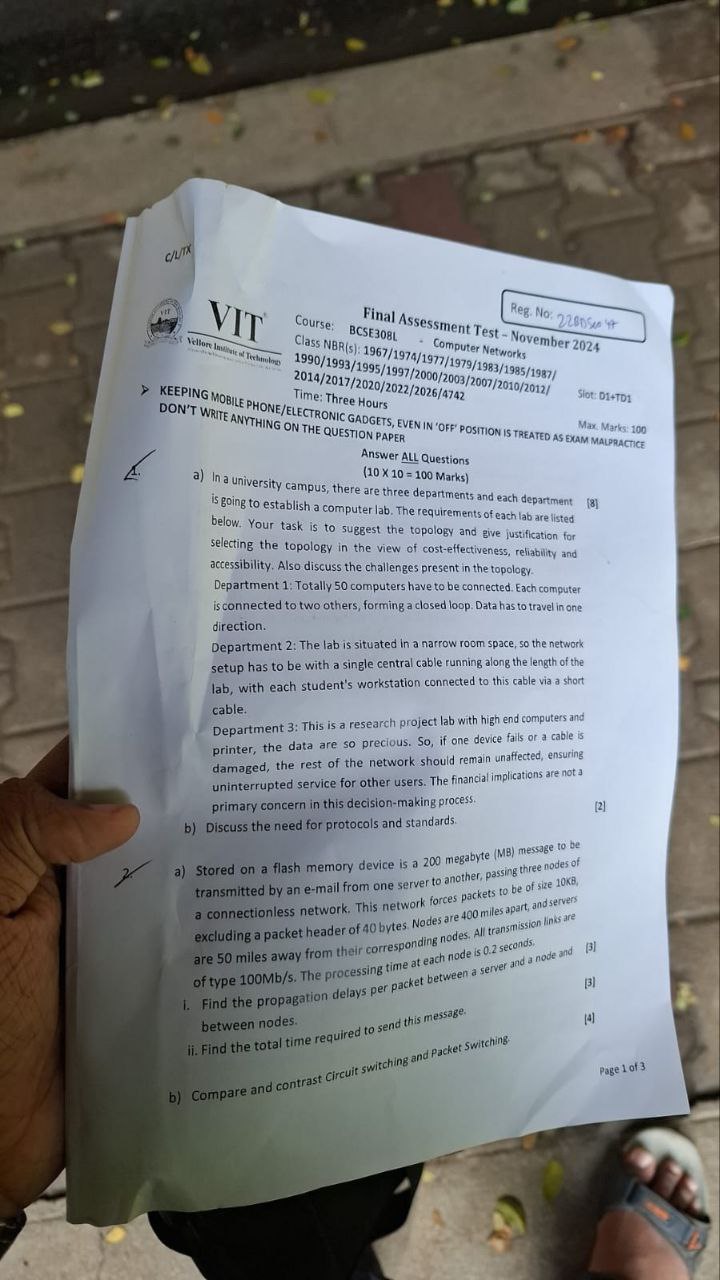 C/L/TX
VIT
Vellore Institute of Technology
Reg. No:
Final Assessment Test – November 2024
Course: BCSE308L - Computer Networks
Class NBR(s): 1967/1974/1977/1979/1983/1985/1987/
1990/1993/1995/1997/2000/2003/2007/2010/2012/
2014/2017/2020/2022/2026/4742
Slot: D1+TD1
Time: Three Hours
Max. Marks: 100
➤ KEEPING MOBILE PHONE/ELECTRONIC GADGETS, EVEN IN 'OFF' POSITION IS TREATED AS EXAM MALPRACTICE
DON'T WRITE ANYTHING ON THE QUESTION PAPER
Answer ALL Questions
(10 X 10 = 100 Marks)
1. a) In a university campus, there are three departments and each department [8]
is going to establish a computer lab. The requirements of each lab are listed
below. Your task is to suggest the topology and give justification for
selecting the topology in the view of cost-effectiveness, reliability and
accessibility. Also discuss the challenges present in the topology.
Department 1: Totally 50 computers have to be connected. Each computer
is connected to two others, forming a closed loop. Data has to travel in one
direction.
Department 2: The lab is situated in a narrow room space, so the network
setup has to be with a single central cable running along the length of the
lab, with each student's workstation connected to this cable via a short
cable.
Department 3: This is a research project lab with high end computers and
printer, the data are so precious. So, if one device fails or a cable is
damaged, the rest of the network should remain unaffected, ensuring
uninterrupted service for other users. The financial implications are not a
primary concern in this decision-making process.
b) Discuss the need for protocols and standards. [2]
2. a) Stored on a flash memory device is a 200 megabyte (MB) message to be
transmitted by an e-mail from one server to another, passing three nodes of
a connectionless network. This network forces packets to be of size 10KB,
excluding a packet header of 40 bytes. Nodes are 400 miles apart, and servers
are 50 miles away from their corresponding nodes. All transmission links are
of type 100Mb/s. The processing time at each node is 0.2 seconds.
i. Find the propagation delays per packet between a server and a node and [3]
between nodes.
ii. Find the total time required to send this message. [3]
b) Compare and contrast Circuit switching and Packet Switching. [4]
Page 1 of 3